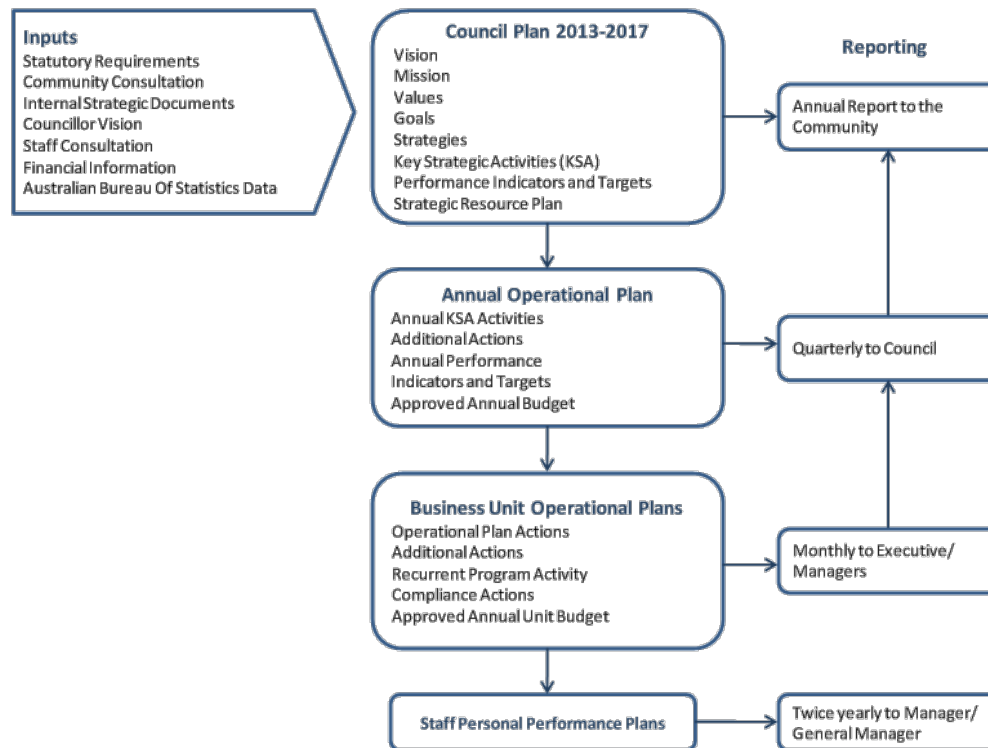 Inputs
Statutory Requirements
Community Consultation
Internal Strategic Documents
Councillor Vision
Staff Consultation
Financial Information
Australian Bureau Of Statistics Data
Council Plan 2013-2017
Vision
Mission
Values
Goals
Strategies
Key Strategic Activities (KSA)
Performance Indicators and Targets
Strategic Resource Plan
Reporting
Annual Report to the
Community
Annual Operational Plan
Annual KSA Activities
Additional Actions
Annual Performance
Indicators and Targets
Approved Annual Budget
Quarterly to Council
Business Unit Operational Plans
Operational Plan Actions
Additional Actions
Recurrent Program Activity
Compliance Actions
Approved Annual Unit Budget
Monthly to Executive/
Managers
Staff Personal Performance Plans
Twice yearly to Manager/
General Manager